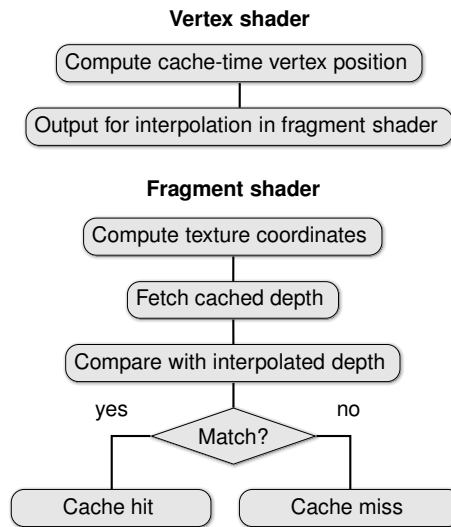 Vertex shader
Compute cache-time vertex position
Output for interpolation in fragment shader
Fragment shader
Compute texture coordinates
Fetch cached depth
Compare with interpolated depth
yes
no
Match?
Cache hit
Cache miss